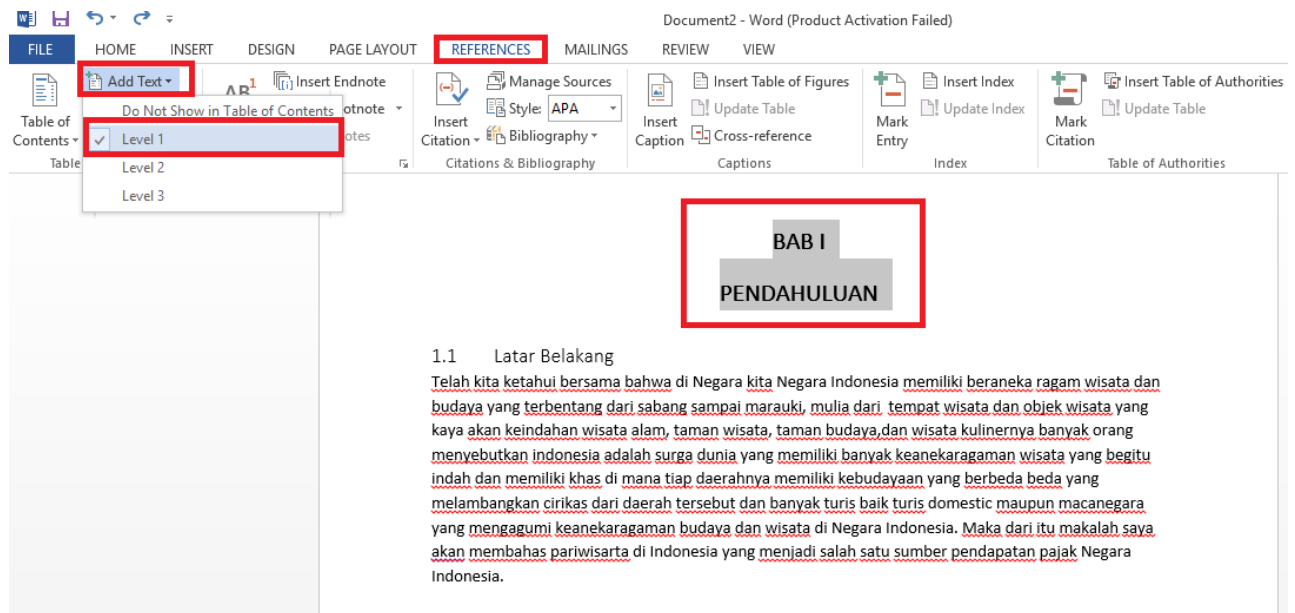 Document2 - Word (Product Activation Failed)
FILE HOME INSERT DESIGN PAGE LAYOUT REFERENCES MAILINGS REVIEW VIEW
Add Text
Do Not Show in Table of Contents
Level 1
Level 2
Level 3
Table of
Contents
Table
AB1
Insert Endnote
otnote
otes
Insert
Citation
Manage Sources
Style: APA
Bibliography
Citations & Bibliography
Insert
Caption
Insert Table of Figures
Update Table
Cross-reference
Captions
Mark
Entry
Insert Index
Update Index
Index
Mark
Citation
Insert Table of Authorities
Update Table
Table of Authorities
BAB I
PENDAHULUAN
1.1 Latar Belakang
Telah kita ketahui bersama bahwa di Negara kita Negara Indonesia memiliki beraneka ragam wisata dan
budaya yang terbentang dari sabang sampai marauki, mulia dari tempat wisata dan objek wisata yang
kaya akan keindahan wisata alam, taman wisata, taman budaya,dan wisata kulinernya banyak orang
menyebutkan indonesia adalah surga dunia yang memiliki banyak keanekaragaman wisata yang begitu
indah dan memiliki khas di mana tiap daerahnya memiliki kebudayaan yang berbeda beda yang
melambangkan cirikas dari daerah tersebut dan banyak turis baik turis domestic maupun macanegara
yang mengagumi keanekaragaman budaya dan wisata di Negara Indonesia. Maka dari itu makalah saya
akan membahas pariwisarta di Indonesia yang menjadi salah satu sumber pendapatan pajak Negara
Indonesia.